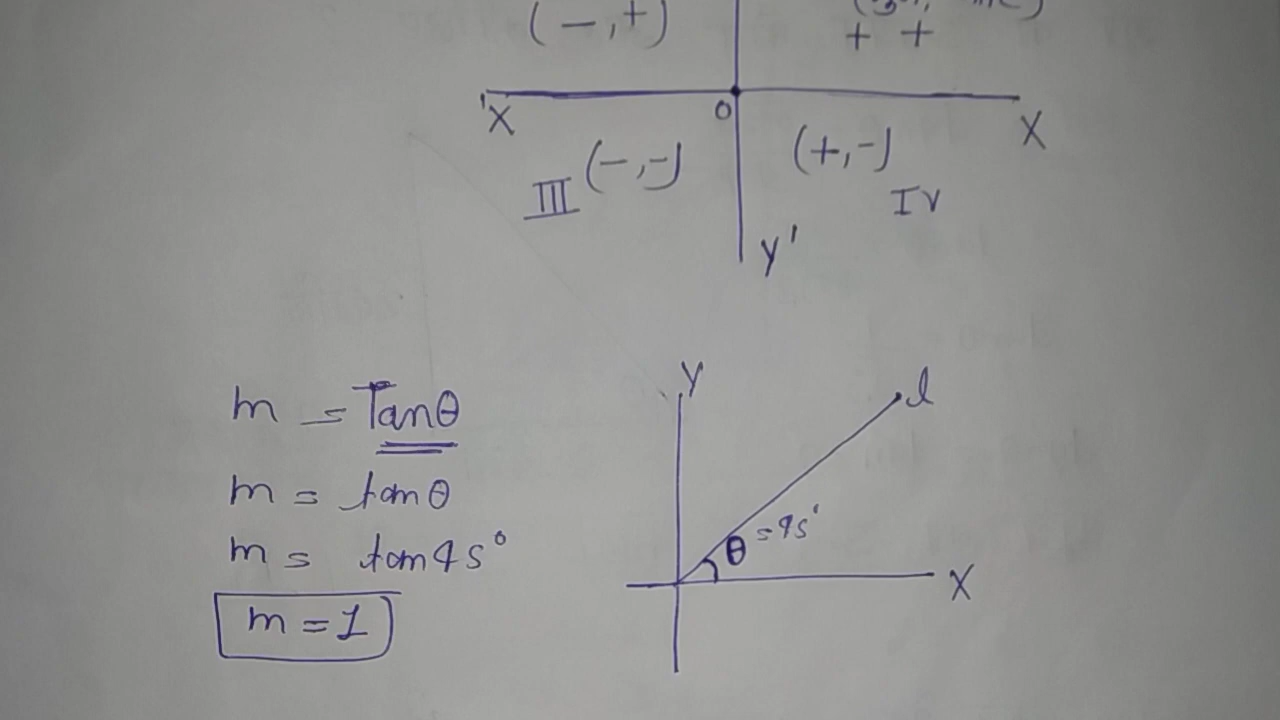 (-,+)
+ +
'X
O
X
III (-,-)
(+,-)
IV
Y'
m = Tanθ
m = tanθ
m = tan45°
m = 1
Y
l
θ = 45°
X